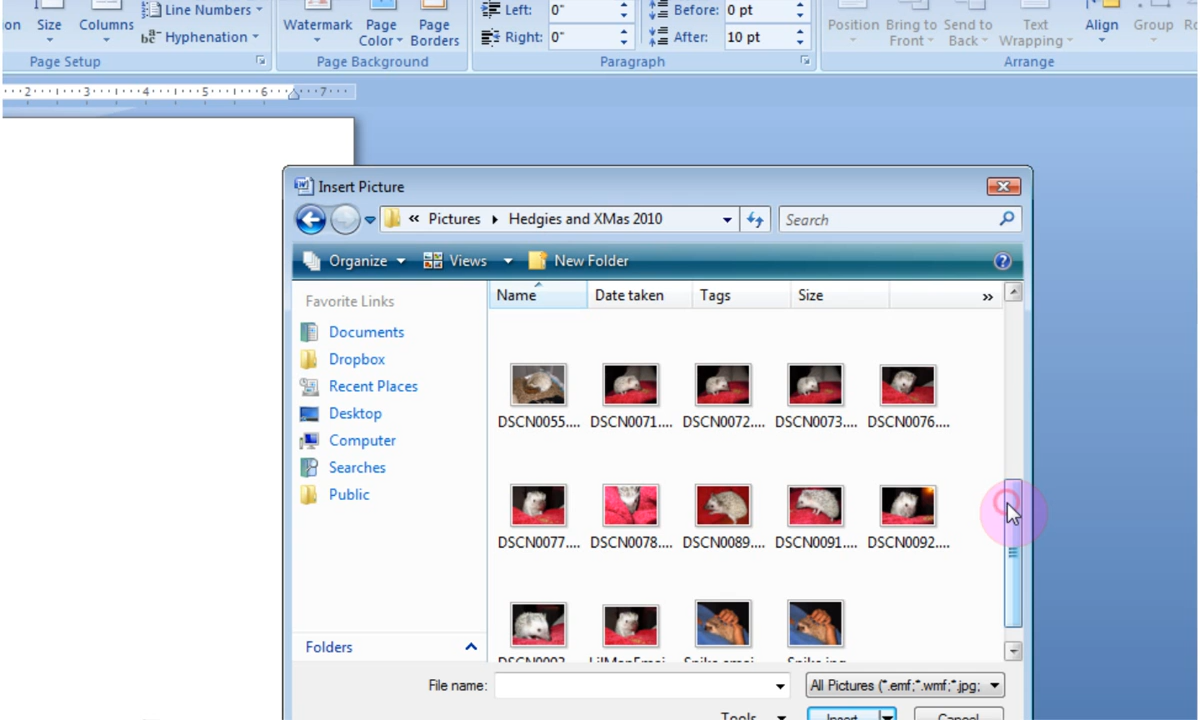 Line Numbers
Left: 0"
Before: 0 pt
Size Columns Watermark Page Page Position Bring to Send to Text Align Group
Hyphenation Color Borders Right: 0" After: 10 pt Front Back Wrapping
Page Setup Page Background Paragraph Arrange
2 3 4 5 6 7
Insert Picture
« Pictures Hedgies and XMas 2010 Search
Organize Views New Folder
Favorite Links
Name Date taken Tags Size »
Documents
Dropbox
Recent Places
Desktop
Computer
Searches
Public
DSCN0055.... DSCN0071.... DSCN0072.... DSCN0073.... DSCN0076....
DSCN0077.... DSCN0078.... DSCN0089.... DSCN0091.... DSCN0092....
Folders
File name: All Pictures (*.emf;*.wmf;*.jpg;
Tools Insert Cancel